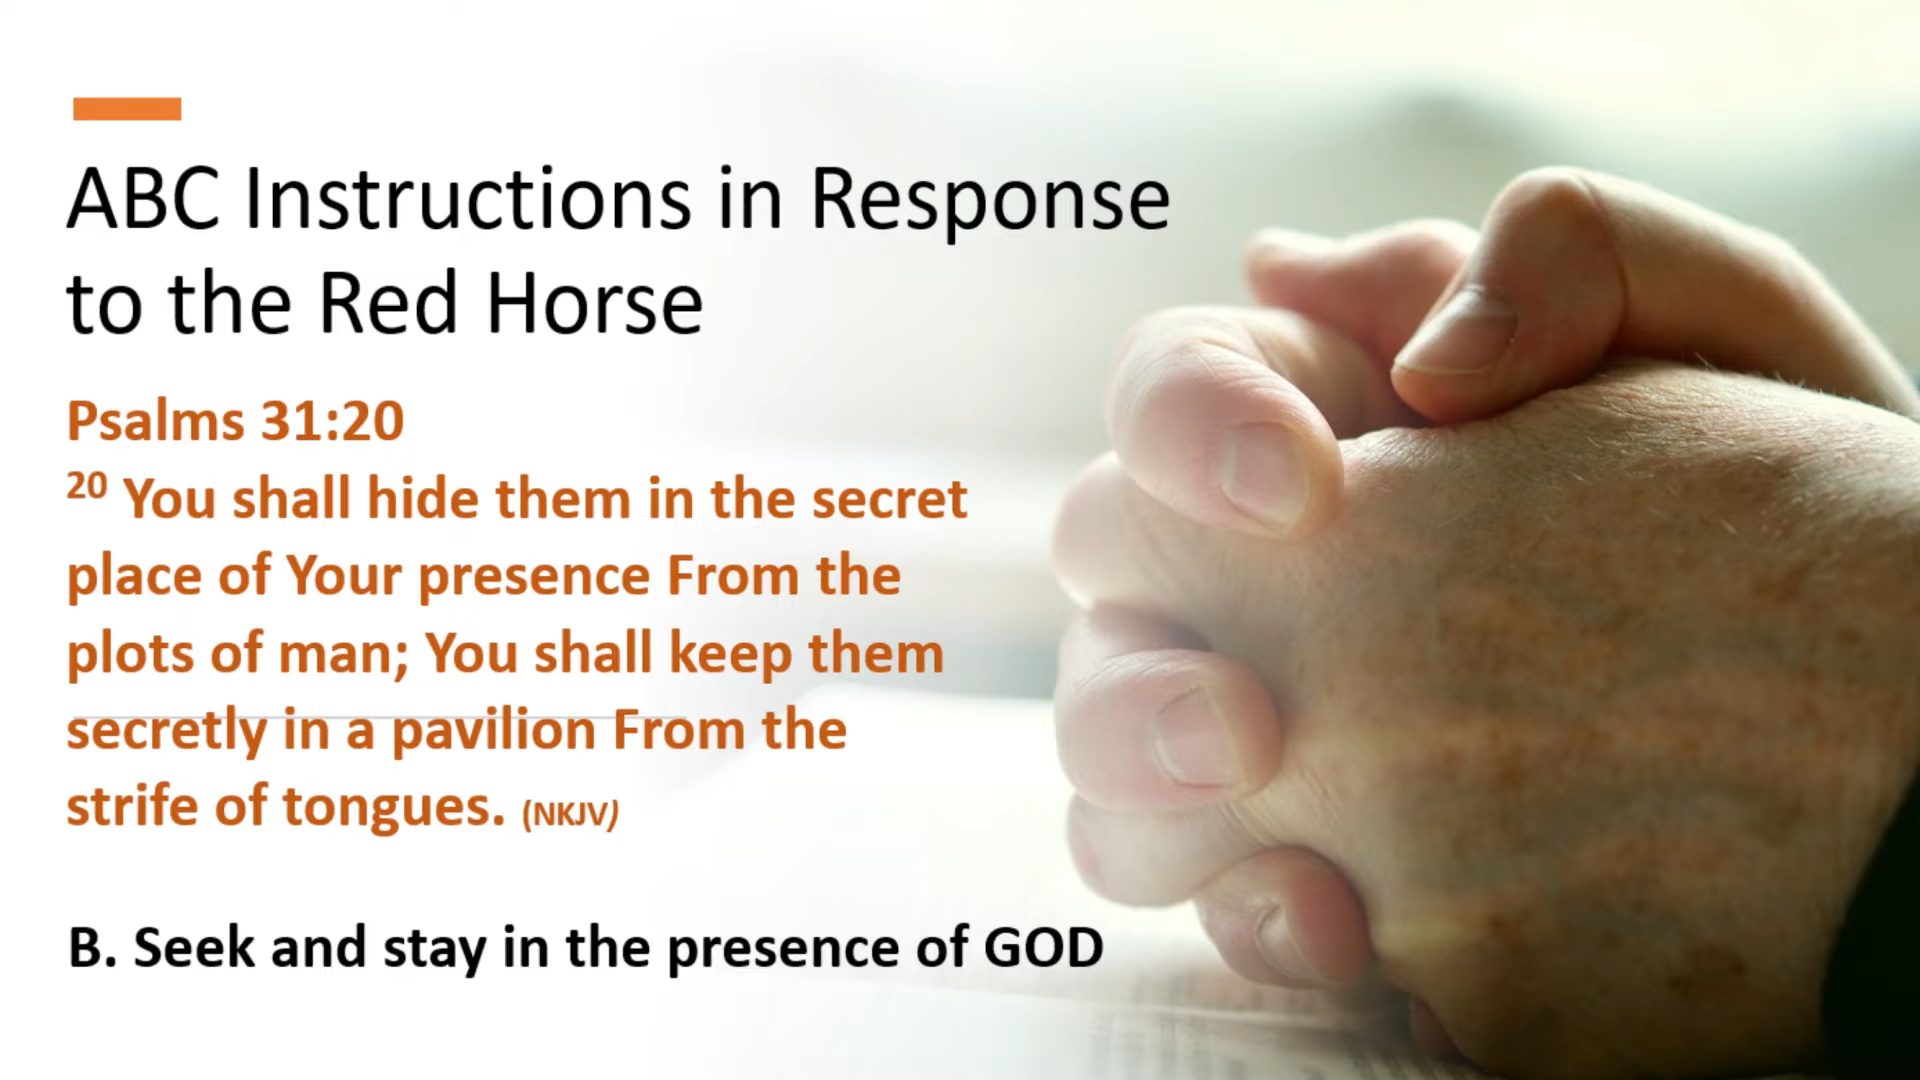 ABC Instructions in Response
to the Red Horse
Psalms 31:20
20 You shall hide them in the secret
place of Your presence From the
plots of man; You shall keep them
secretly in a pavilion From the
strife of tongues. (NKJV)
B. Seek and stay in the presence of GOD